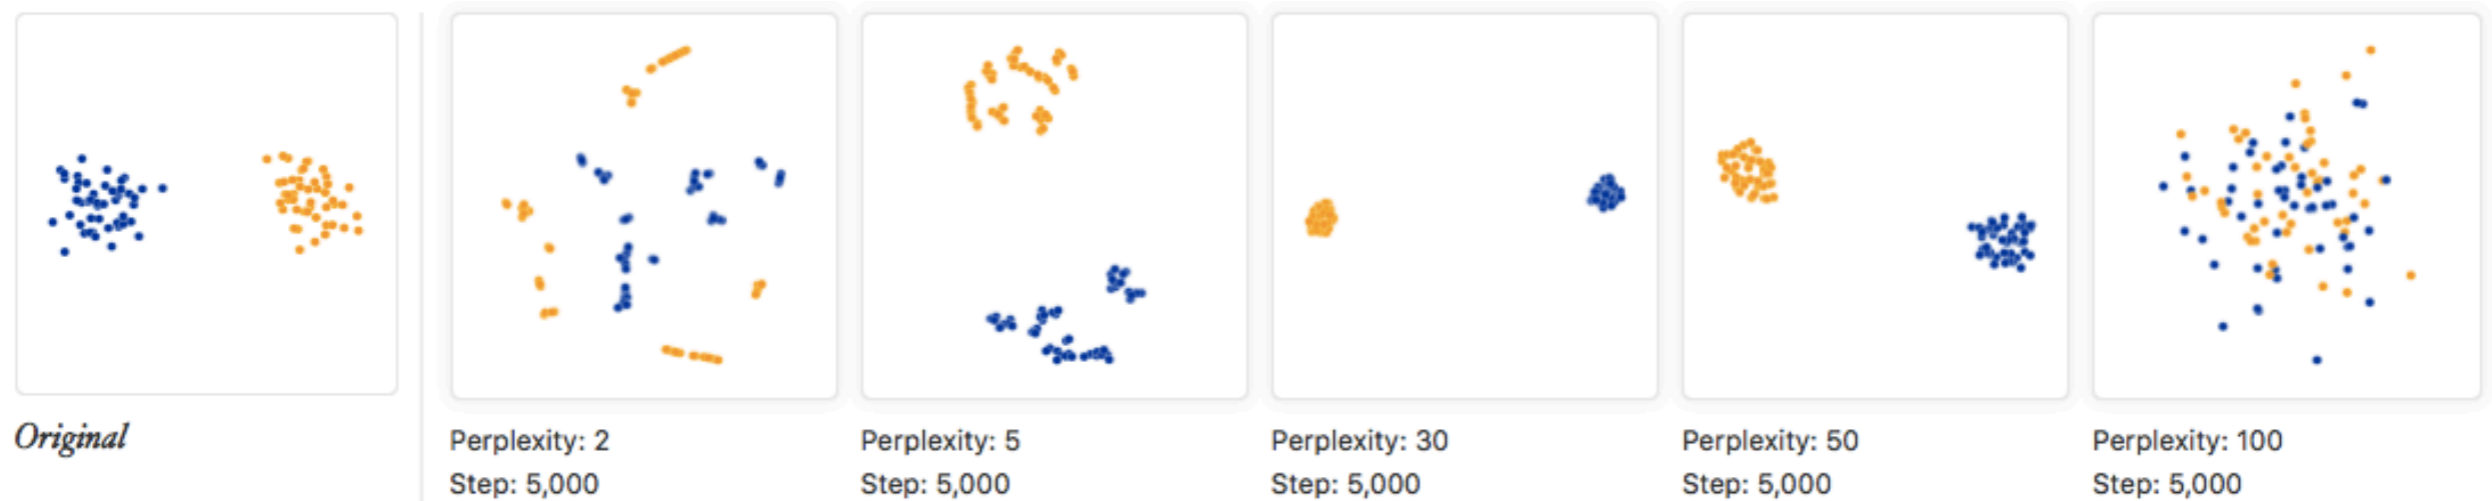 Original
Perplexity: 2
Step: 5,000
Perplexity: 5
Step: 5,000
Perplexity: 30
Step: 5,000
Perplexity: 50
Step: 5,000
Perplexity: 100
Step: 5,000